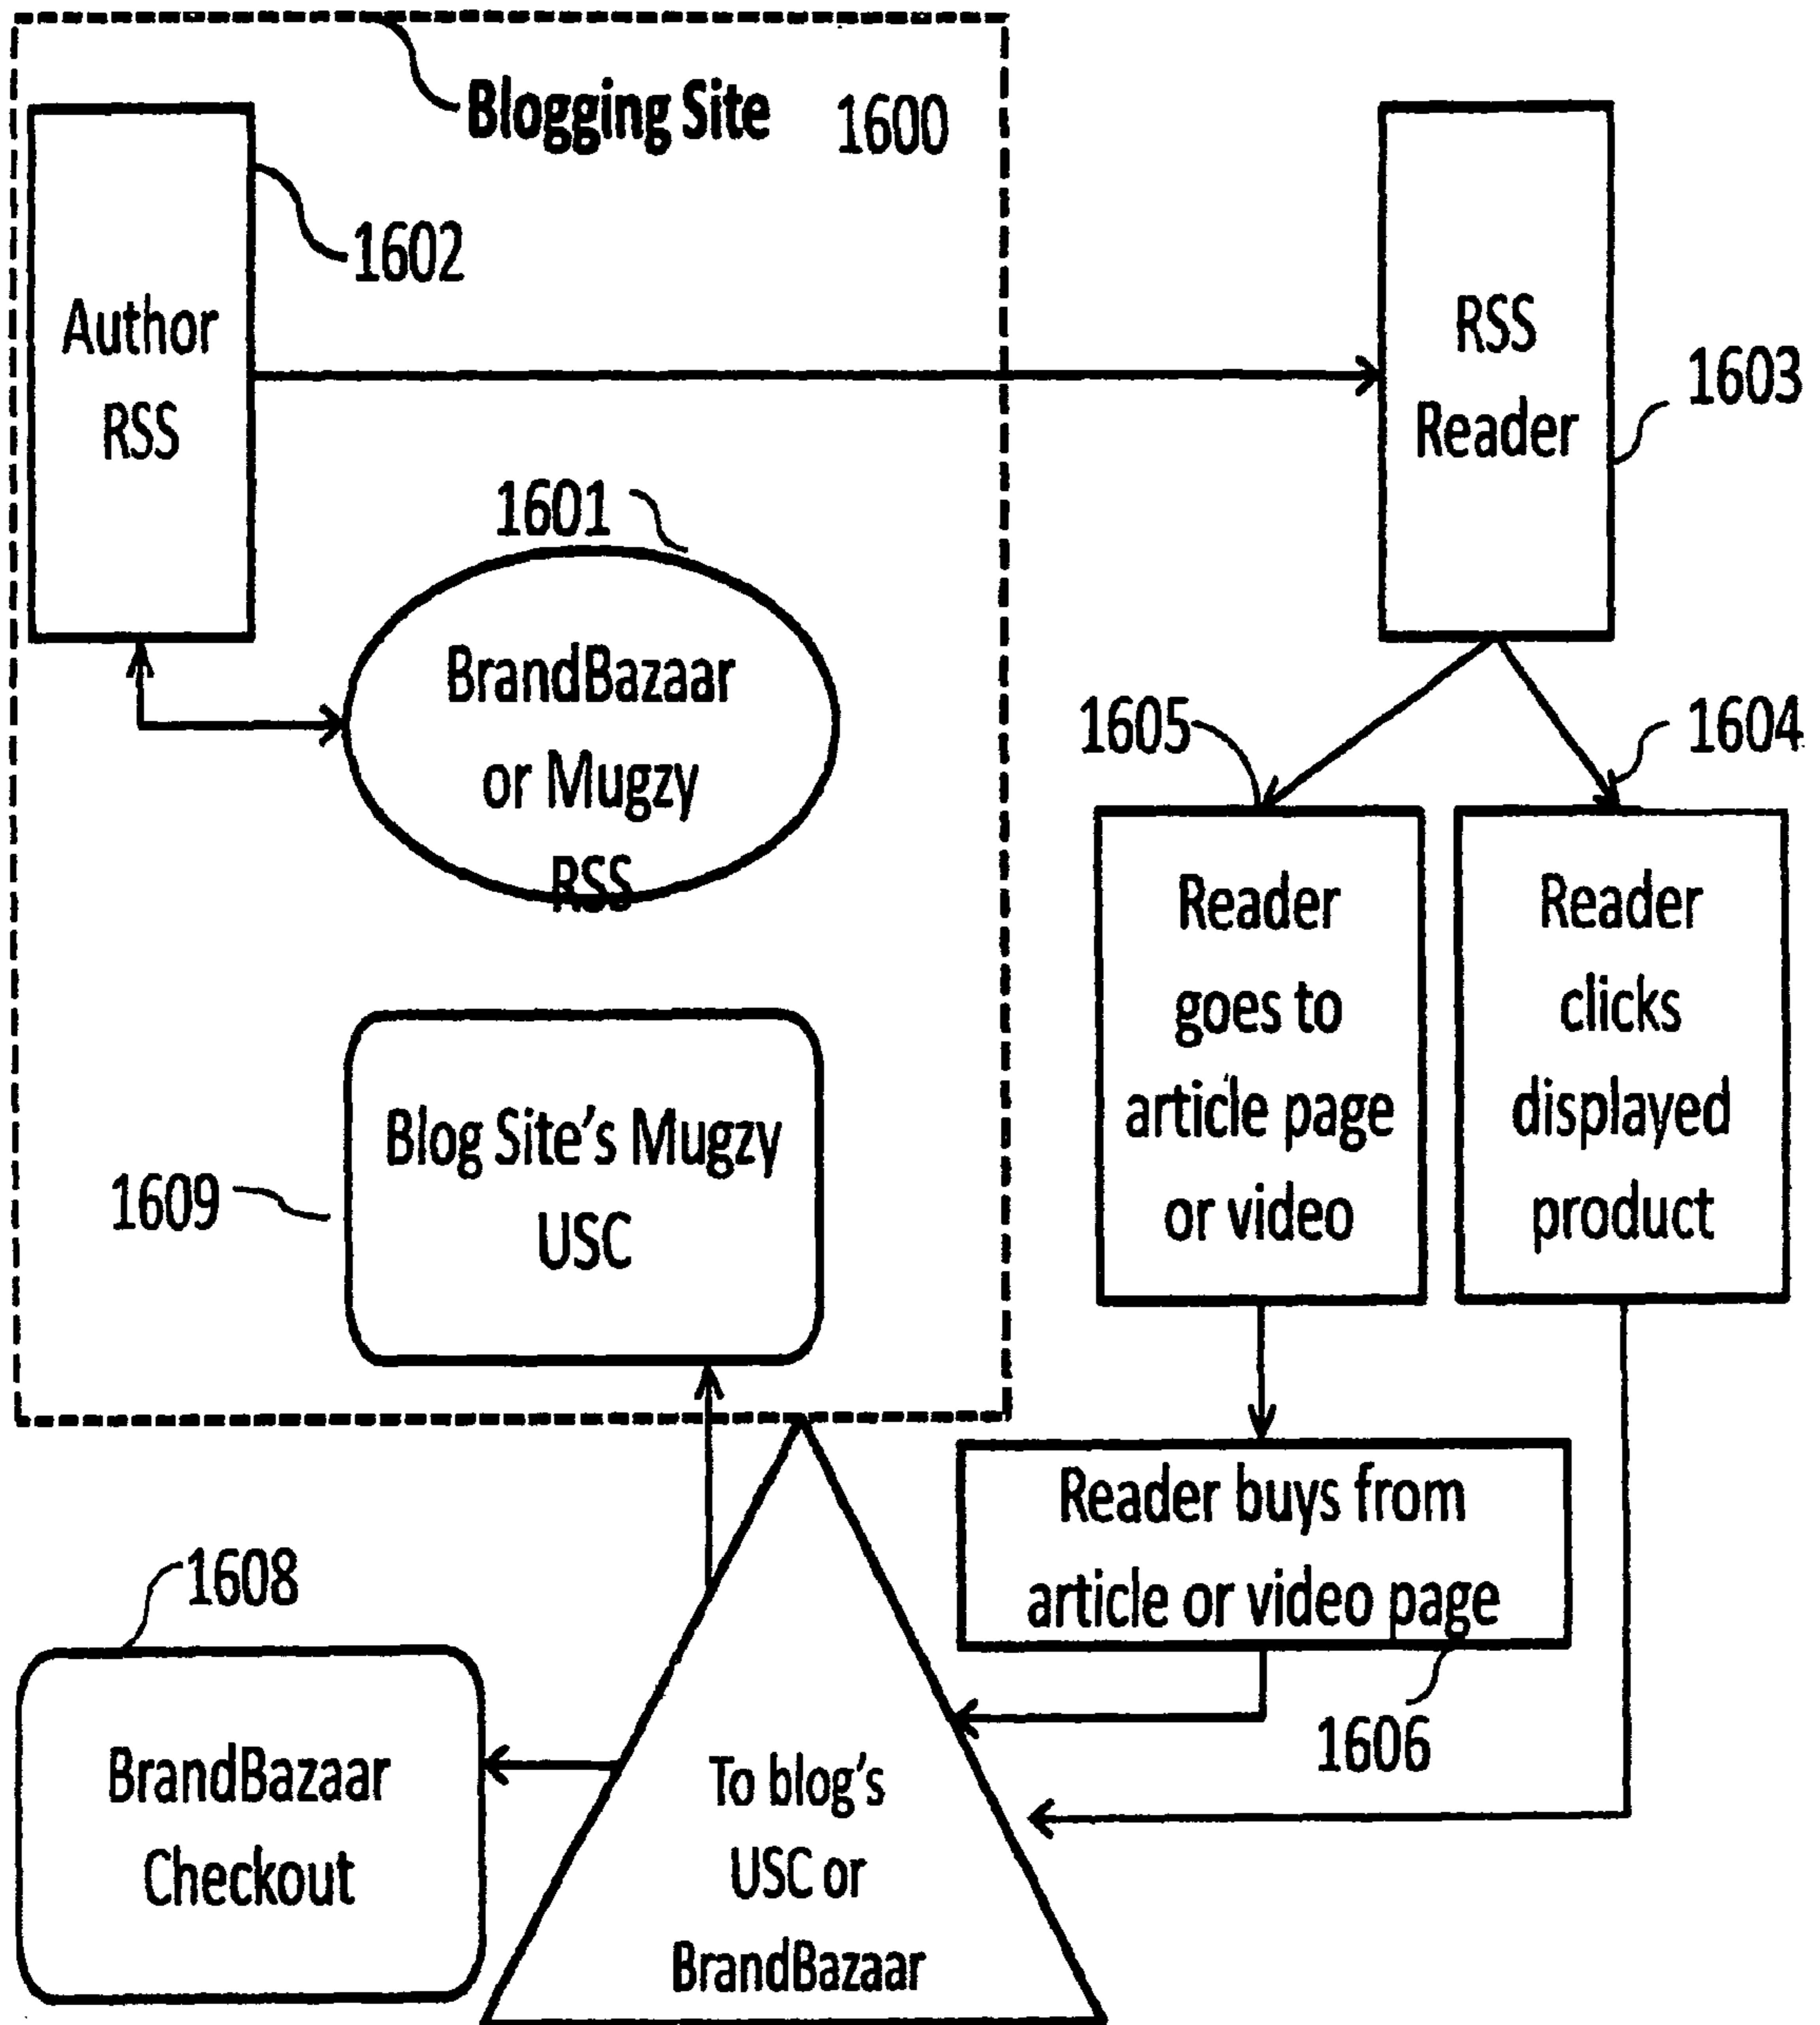 Blogging Site
1600
1602
Author
RSS
RSS
Reader
1603
1601
BrandBazaar
or Mugzy
RSS
1605
1604
Reader
goes to
article page
or video
Reader
clicks
displayed
product
Blog Site's Mugzy
USC
1609
Reader buys from
article or video page
1606
1608
BrandBazaar
Checkout
To blog's
USC or
BrandBazaar